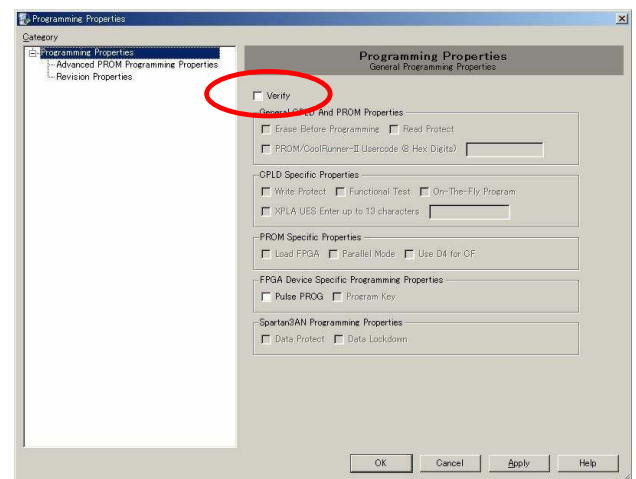 Programming Properties
Category
Programming Properties
Advanced PROM Programming Properties
Revision Properties
Programming Properties
General Programming Properties
Verify
General CPLD And PROM Properties
Erase Before Programming Read Protect
PROM/CoolRunner-II Usercode (8 Hex Digits)
CPLD Specific Properties
Write Protect Functional Test On-The-Fly Program
XPLA UES Enter up to 13 characters
PROM Specific Properties
Load FPGA Parallel Mode Use D4 for CF
FPGA Device Specific Programming Properties
Pulse PROG Program Key
Spartan3AN Programming Properties
Data Protect Data Lockdown
OK Cancel Apply Help